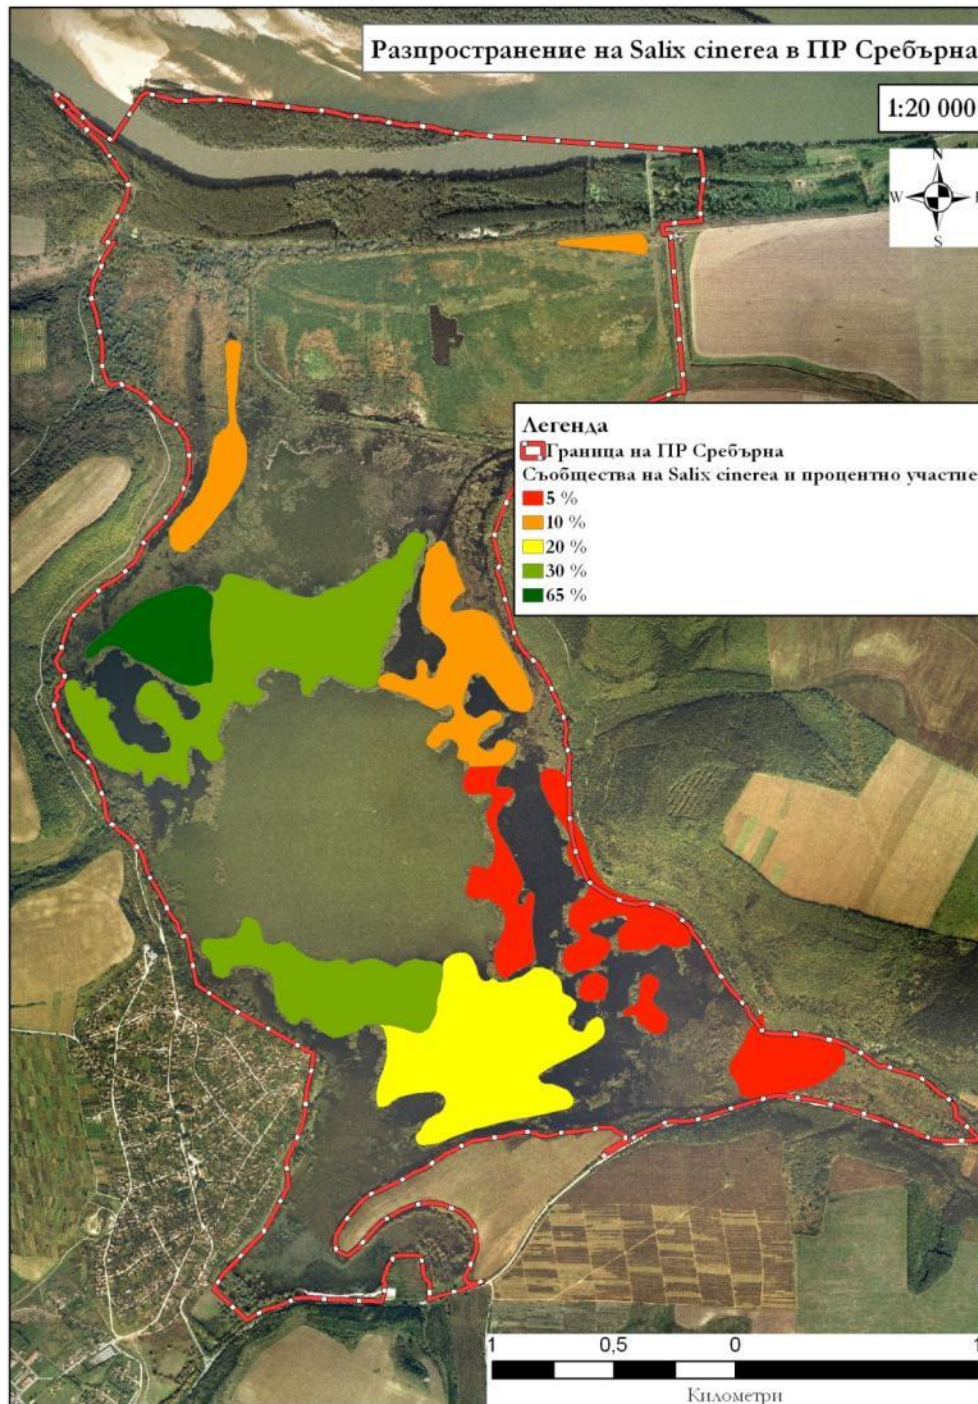 Разпространение на Salix cinerea в ПР Сребърна
1:20 000
N
W
E
S
Легенда
Граница на ПР Сребърна
Съобщества на Salix cinerea и процентно участие
5 %
10 %
20 %
30 %
65 %
1 0,5 0 1
Километри